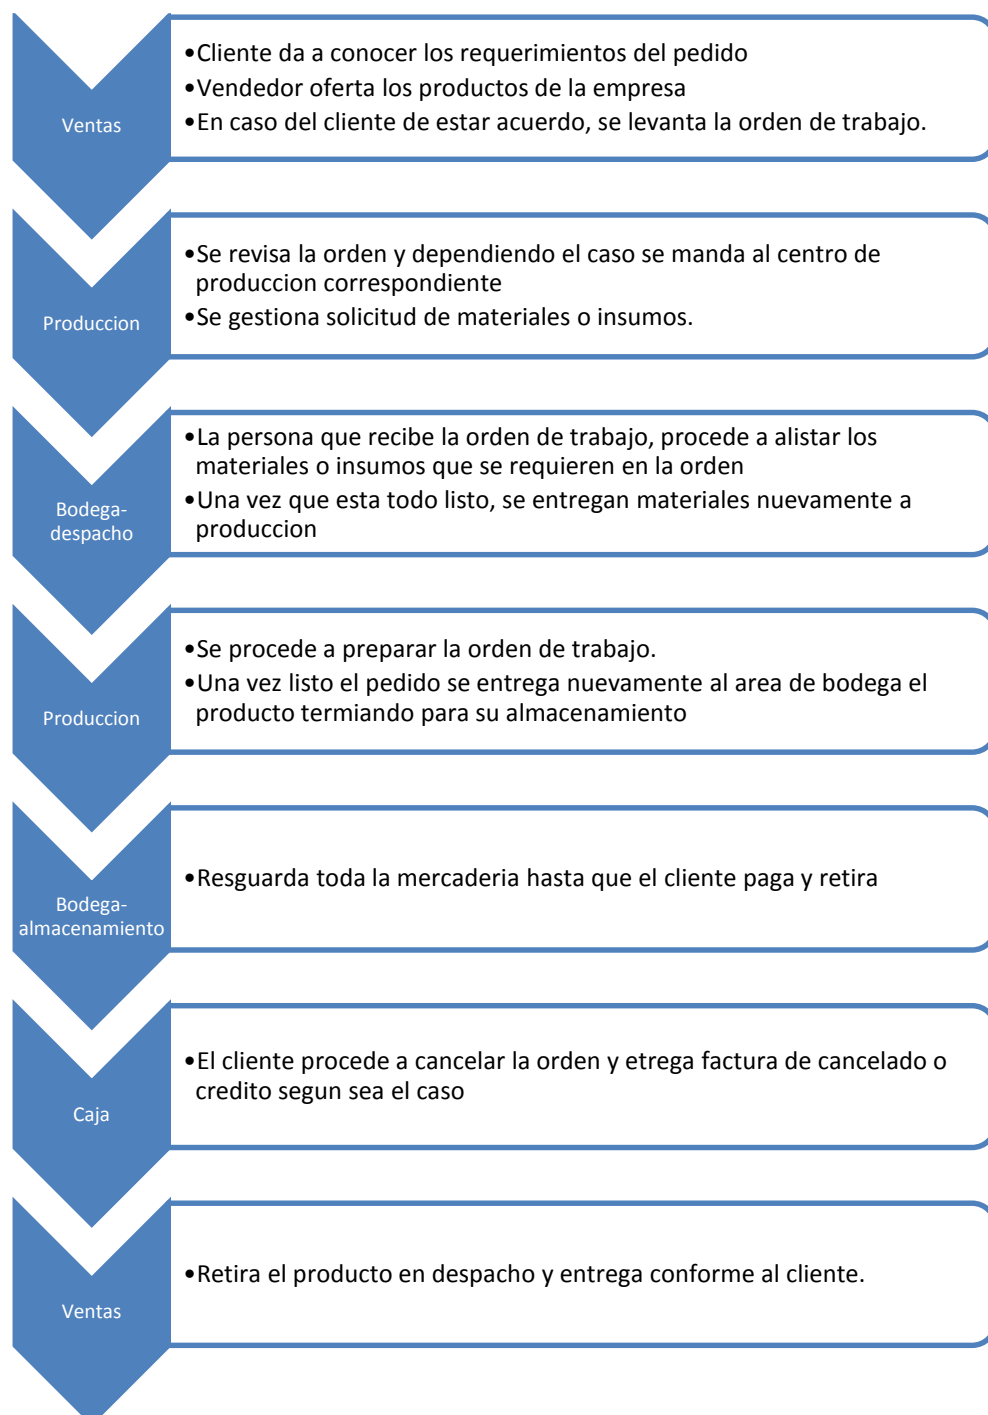 Ventas
•Cliente da a conocer los requerimientos del pedido
•Vendedor oferta los productos de la empresa
•En caso del cliente de estar acuerdo, se levanta la orden de trabajo.
Produccion
•Se revisa la orden y dependiendo el caso se manda al centro de
produccion correspondiente
•Se gestiona solicitud de materiales o insumos.
Bodega-
despacho
•La persona que recibe la orden de trabajo, procede a alistar los
materiales o insumos que se requieren en la orden
•Una vez que esta todo listo, se entregan materiales nuevamente a
produccion
Produccion
•Se procede a preparar la orden de trabajo.
•Una vez listo el pedido se entrega nuevamente al area de bodega el
producto termiando para su almacenamiento
Bodega-
almacenamiento
•Resguarda toda la mercaderia hasta que el cliente paga y retira
Caja
•El cliente procede a cancelar la orden y etrega factura de cancelado o
credito segun sea el caso
Ventas
•Retira el producto en despacho y entrega conforme al cliente.